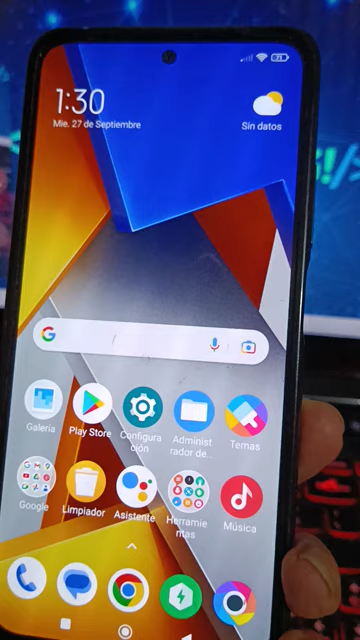 1:30
Mie. 27 de Septiembre
Sin datos
Galería
Play Store
Configura
ción
Administ
rador de...
Temas
Google
Limpiador
Asistente
Herramie
ntas
Música